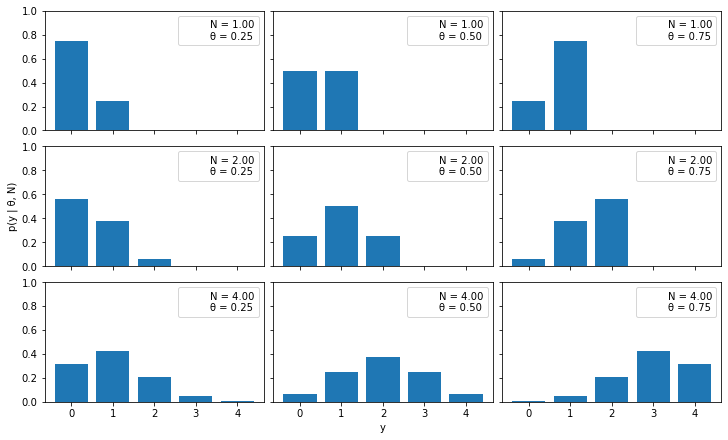 1.0
0.8
0.6
0.4
0.2
0.0
N = 1.00
θ = 0.25
N = 1.00
θ = 0.50
N = 1.00
θ = 0.75
p(y | θ, N)
1.0
0.8
0.6
0.4
0.2
0.0
N = 2.00
θ = 0.25
N = 2.00
θ = 0.50
N = 2.00
θ = 0.75
1.0
0.8
0.6
0.4
0.2
0.0
N = 4.00
θ = 0.25
N = 4.00
θ = 0.50
N = 4.00
θ = 0.75
0 1 2 3 4
0 1 2 3 4
0 1 2 3 4
y